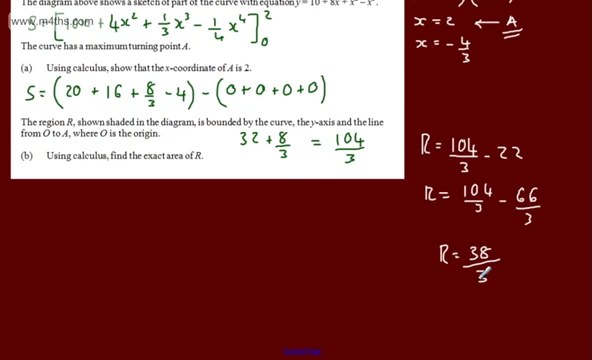 The diagram above shows a sketch of part of the curve with equation y = 10 + 8x + x² − x³.
www.m4ths.com
S = [10x + 4x² + 1/3 x³ − 1/4 x⁴]₀²
The curve has a maximum turning point A.
(a) Using calculus, show that the x-coordinate of A is 2.
S = (20 + 16 + 8/3 − 4) − (0 + 0 + 0 + 0)
The region R, shown shaded in the diagram, is bounded by the curve, the y-axis and the line
from O to A, where O is the origin.
32 + 8/3 = 104/3
(b) Using calculus, find the exact area of R.
x = 2 ← A
x = − 4/3
R = 104/3 − 22
R = 104/3 − 66/3
R = 38/3